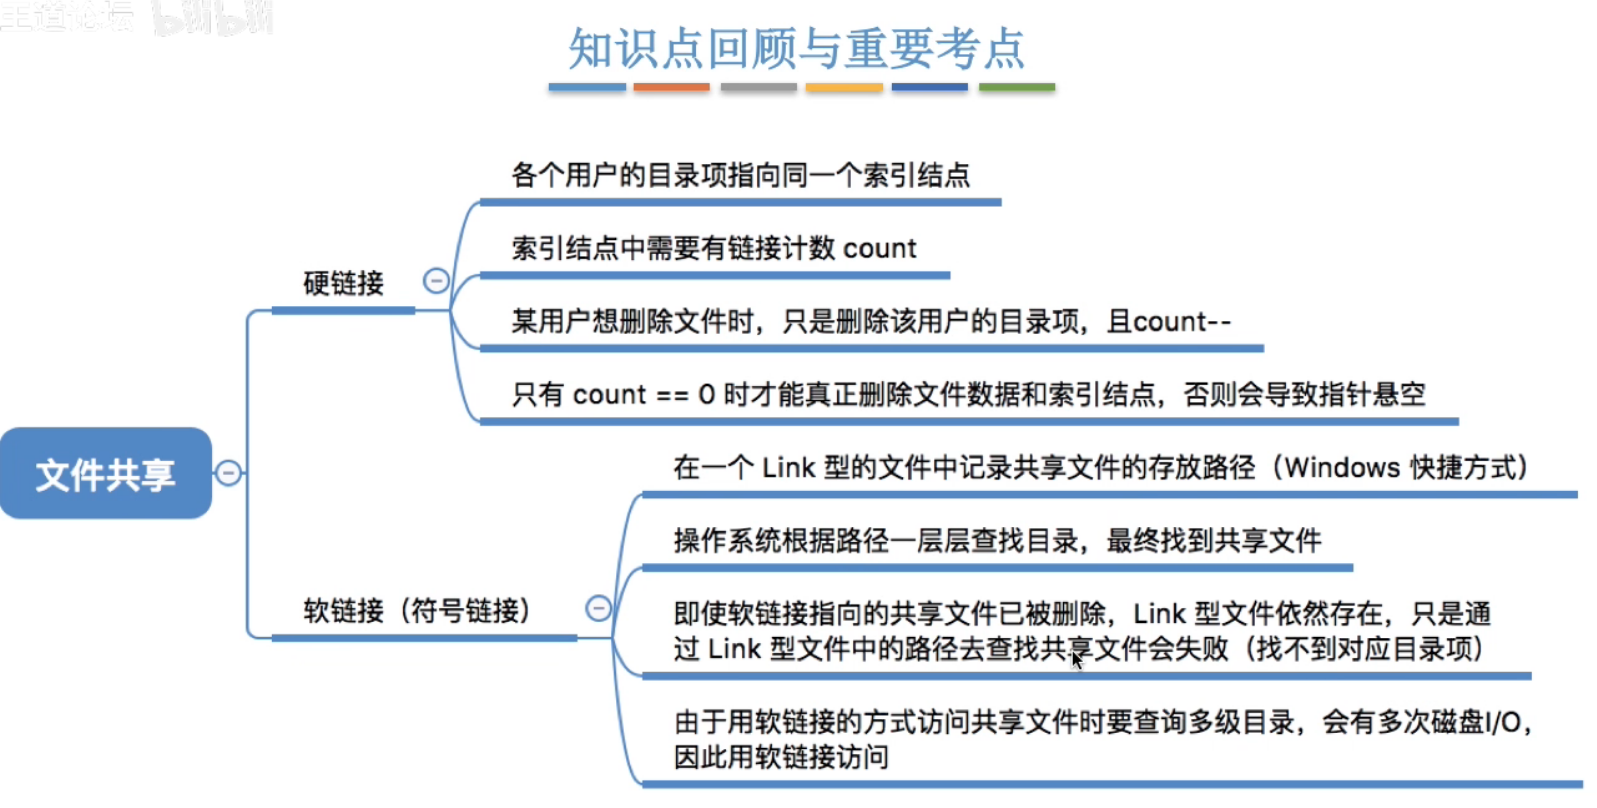 王道论坛 bilibili
知识点回顾与重要考点
各个用户的目录项指向同一个索引结点
索引结点中需要有链接计数 count
硬链接
某用户想删除文件时，只是删除该用户的目录项，且count--
只有 count == 0 时才能真正删除文件数据和索引结点，否则会导致指针悬空
文件共享
在一个 Link 型的文件中记录共享文件的存放路径（Windows 快捷方式）
操作系统根据路径一层层查找目录，最终找到共享文件
软链接（符号链接）
即使软链接指向的共享文件已被删除，Link 型文件依然存在，只是通
过 Link 型文件中的路径去查找共享文件会失败（找不到对应目录项）
由于用软链接的方式访问共享文件时要查询多级目录，会有多次磁盘I/O，
因此用软链接访问